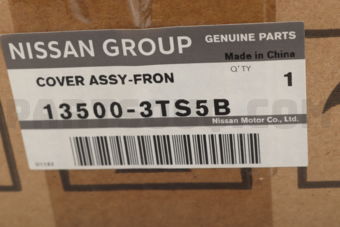 NISSAN GROUP GENUINE PARTS
Made in China
COVER ASSY-FRON Q'TY 1
13500-3TS5B
Nissan Motor Co., Ltd.